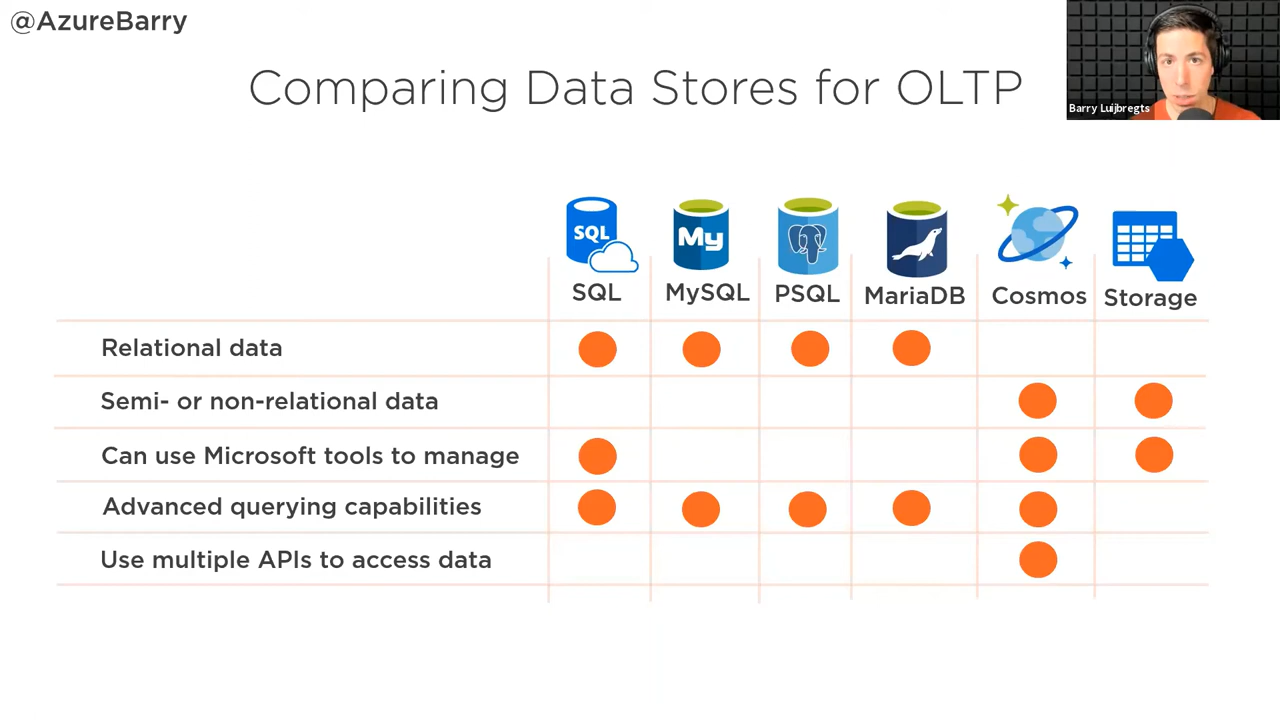 @AzureBarry
Comparing Data Stores for OLTP
Barry Luijbregts
SQL
My
SQL
MySQL
PSQL
MariaDB
Cosmos
Storage
Relational data
Semi- or non-relational data
Can use Microsoft tools to manage
Advanced querying capabilities
Use multiple APIs to access data